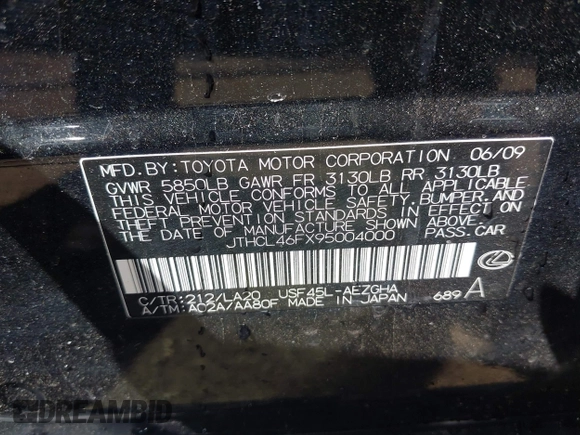 MFD.BY:TOYOTA MOTOR CORPORATION 06/09
GVWR 5850LB GAWR FR 3130LB RR 3130LB
THIS VEHICLE CONFORMS TO ALL APPLICABLE
FEDERAL MOTOR VEHICLE SAFETY,BUMPER,AND
THEFT PREVENTION STANDARDS IN EFFECT ON
THE DATE OF MANUFACTURE SHOWN ABOVE.
JTHCL46FX95004000 PASS.CAR
C/TR:212/LA20 USF45L-AEZGHA
A/TM:AC2A/AA80F MADE IN JAPAN 689A
DREAMBID